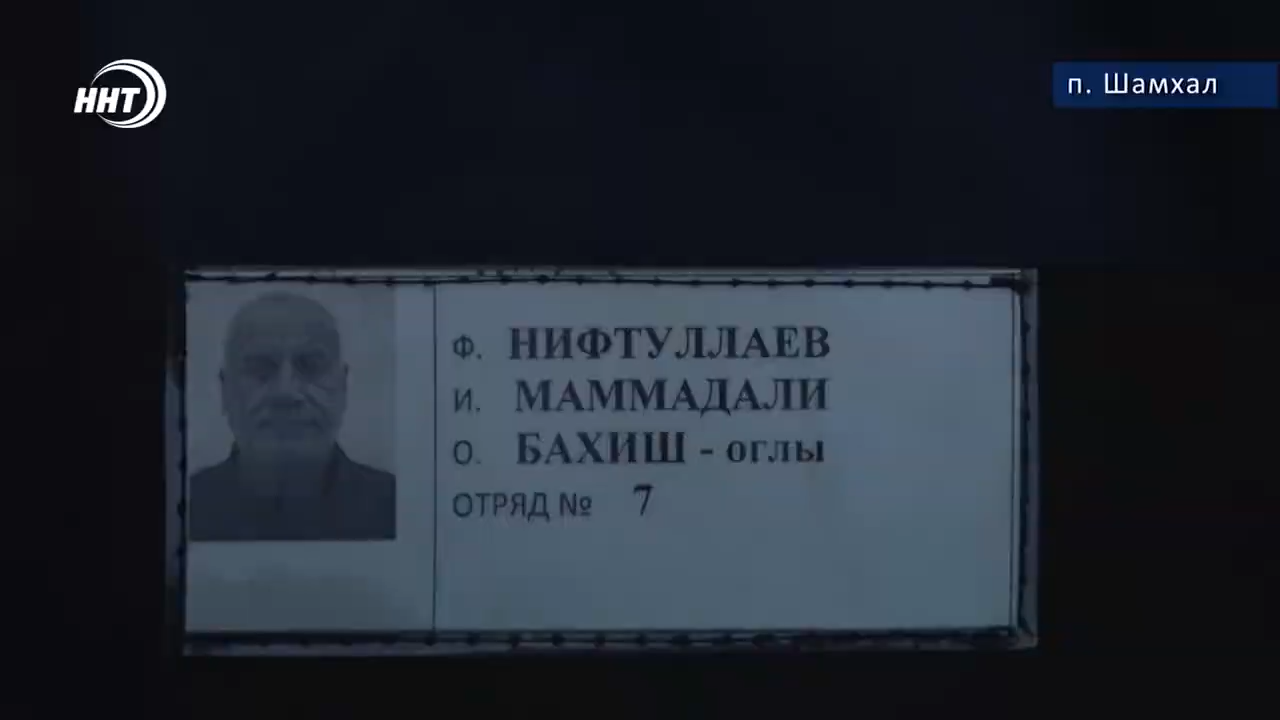 ННТ
п. Шамхал
Ф. НИФТУЛЛАЕВ
И. МАММАДАЛИ
О. БАХИШ - оглы
ОТРЯД № 7